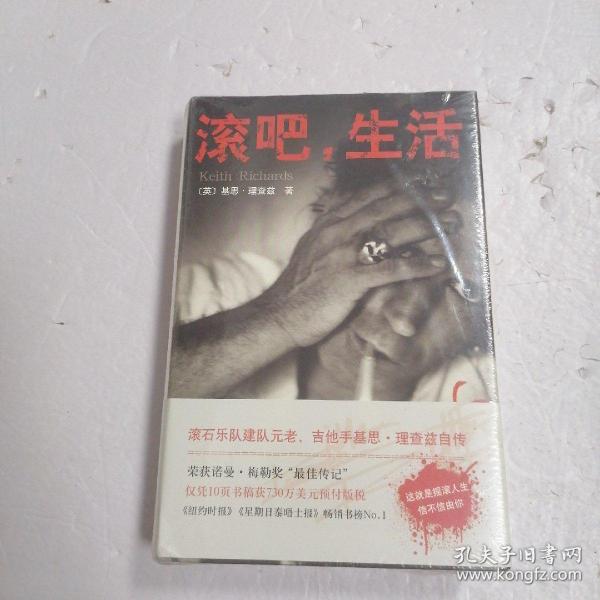 滚吧，生活
Keith Richards
〔英〕基思·理查兹 著
滚石乐队建队元老、吉他手基思·理查兹自传
荣获诺曼·梅勒奖“最佳传记”
仅凭10页书稿获730万美元预付版税
《纽约时报》《星期日泰晤士报》畅销书榜No.1
这就是摇滚人生
信不信由你
孔夫子旧书网
www.kongfz.com